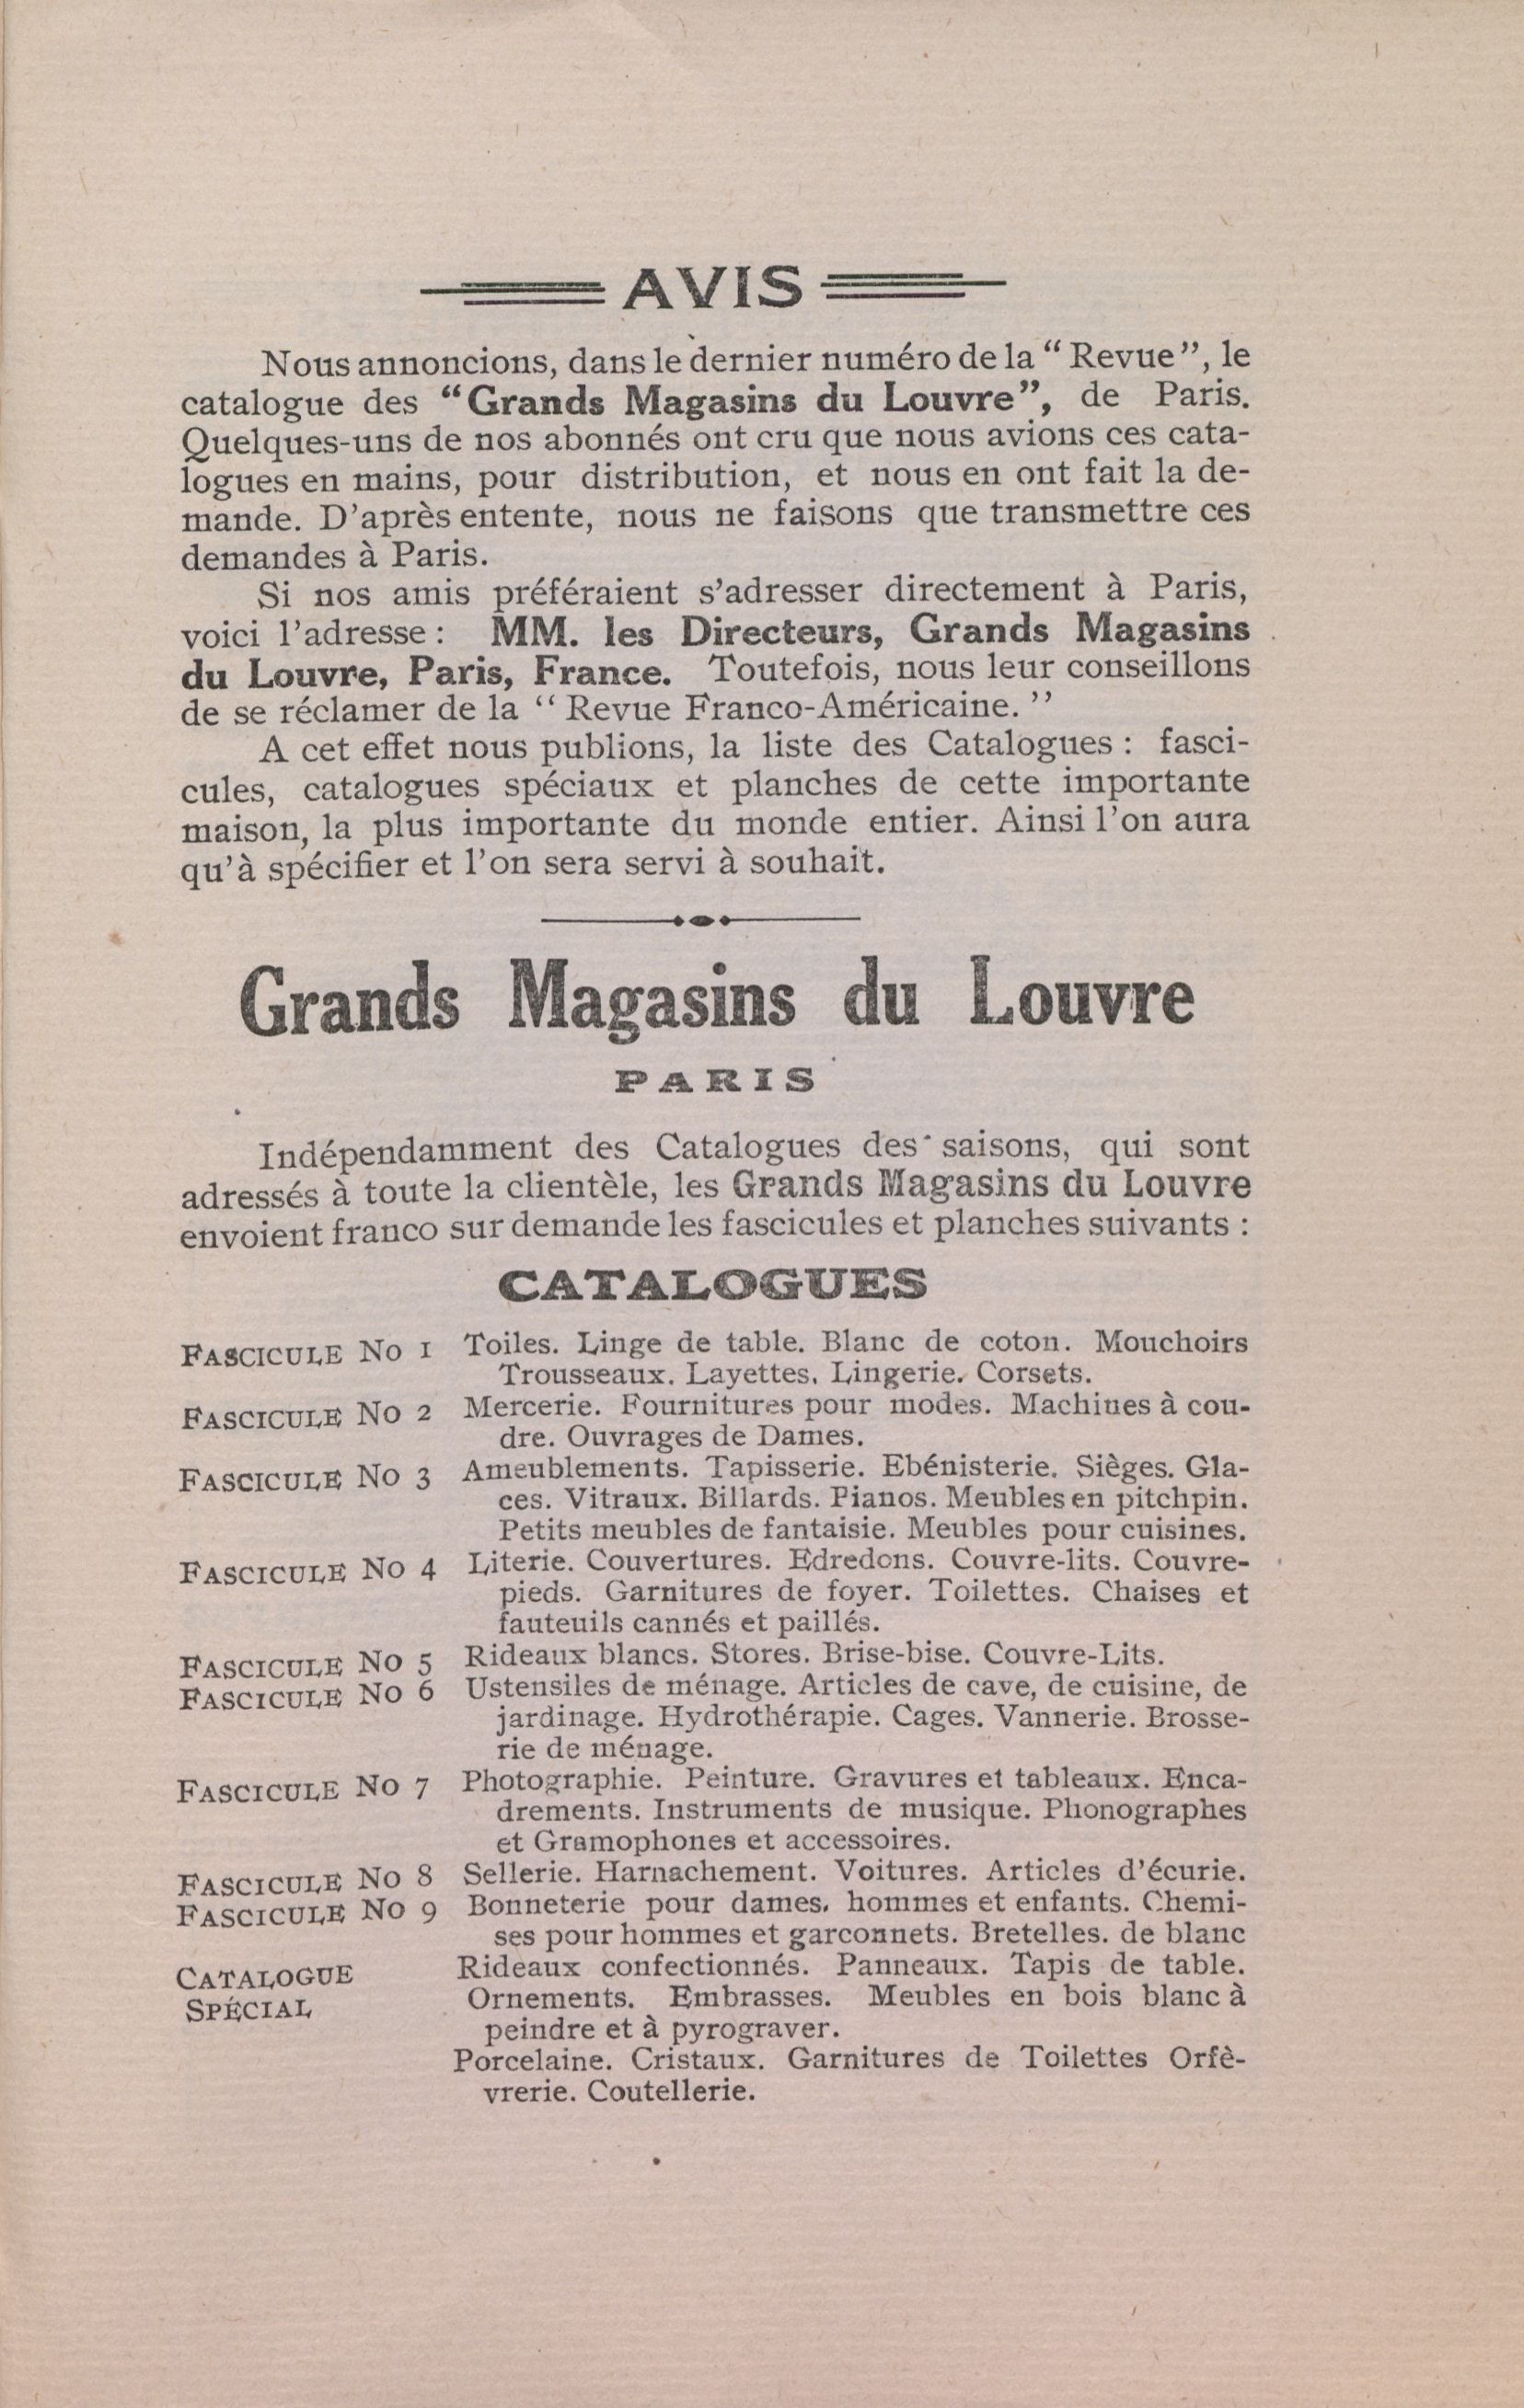 AVIS
Nous annoncions, dans le dernier numéro de la “ Revue”, le
catalogue des “Grands Magasins du Louvre”, de Paris.
Quelques-uns de nos abonnés ont cru que nous avions ces cata-
logues en mains, pour distribution, et nous en ont fait la de-
mande. D’après entente, nous ne faisons que transmettre ces
demandes à Paris.
Si nos amis préféraient s’adresser directement à Paris,
voici l’adresse : MM. les Directeurs, Grands Magasins
du Louvre, Paris, France. Toutefois, nous leur conseillons
de se réclamer de la “ Revue Franco-Américaine. ”
A cet effet nous publions, la liste des Catalogues : fasci-
cules, catalogues spéciaux et planches de cette importante
maison, la plus importante du monde entier. Ainsi l’on aura
qu’à spécifier et l’on sera servi à souhait.
Grands Magasins du Louvre
PARIS
Indépendamment des Catalogues des saisons, qui sont
adressés à toute la clientèle, les Grands Magasins du Louvre
envoient franco sur demande les fascicules et planches suivants :
CATALOGUES
FASCICULE NO 1 Toiles. Linge de table. Blanc de coton. Mouchoirs
Trousseaux. Layettes. Lingerie. Corsets.
FASCICULE NO 2 Mercerie. Fournitures pour modes. Machines à cou-
dre. Ouvrages de Dames.
FASCICULE NO 3 Ameublements. Tapisserie. Ebénisterie. Sièges. Gla-
ces. Vitraux. Billards. Pianos. Meubles en pitchpin.
Petits meubles de fantaisie. Meubles pour cuisines.
FASCICULE NO 4 Literie. Couvertures. Edredons. Couvre-lits. Couvre-
pieds. Garnitures de foyer. Toilettes. Chaises et
fauteuils cannés et paillés.
FASCICULE NO 5 Rideaux blancs. Stores. Brise-bise. Couvre-Lits.
FASCICULE NO 6 Ustensiles de ménage. Articles de cave, de cuisine, de
jardinage. Hydrothérapie. Cages. Vannerie. Brosse-
rie de ménage.
FASCICULE NO 7 Photographie. Peinture. Gravures et tableaux. Enca-
drements. Instruments de musique. Phonographes
et Gramophones et accessoires.
FASCICULE NO 8 Sellerie. Harnachement. Voitures. Articles d’écurie.
FASCICULE NO 9 Bonneterie pour dames. hommes et enfants. Chemi-
ses pour hommes et garconnets. Bretelles. de blanc
CATALOGUE Rideaux confectionnés. Panneaux. Tapis de table.
SPÉCIAL Ornements. Embrasses. Meubles en bois blanc à
peindre et à pyrograver.
Porcelaine. Cristaux. Garnitures de Toilettes Orfè-
vrerie. Coutellerie.